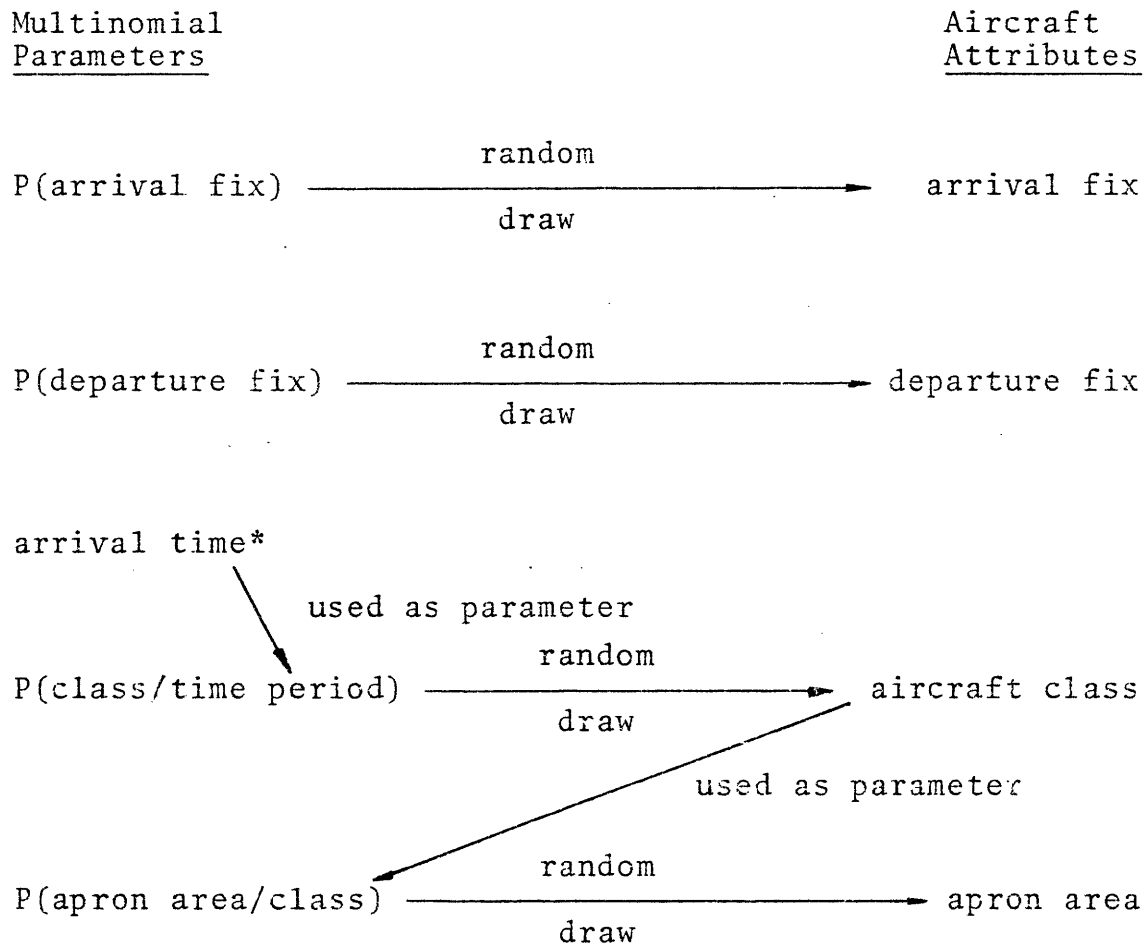 Multinomial
Parameters
Aircraft
Attributes
random
P(arrival fix) arrival fix
draw
random
P(departure fix) departure fix
draw
arrival time*
used as parameter
random
P(class/time period) aircraft class
draw
used as parameter
random
P(apron area/class) apron area
draw